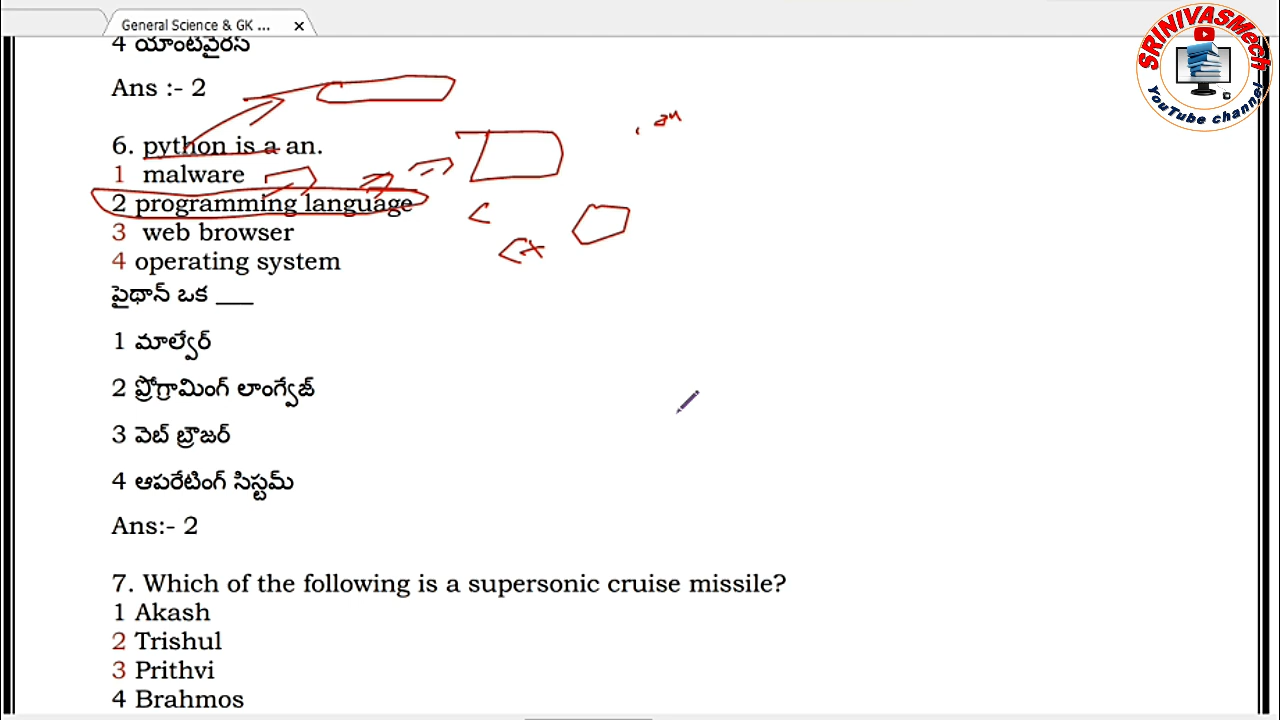 General Science & GK ...
SRINIVASMech
YouTube channel
4 యాంటీవైరస్
Ans :- 2
6. python is a an.
1 malware
2 programming language
3 web browser
4 operating system
పైథాన్ ఒక ___
1 మాల్వేర్
2 ప్రోగ్రామింగ్ లాంగ్వేజ్
3 వెబ్ బ్రౌజర్
4 ఆపరేటింగ్ సిస్టమ్
Ans:- 2
7. Which of the following is a supersonic cruise missile?
1 Akash
2 Trishul
3 Prithvi
4 Brahmos